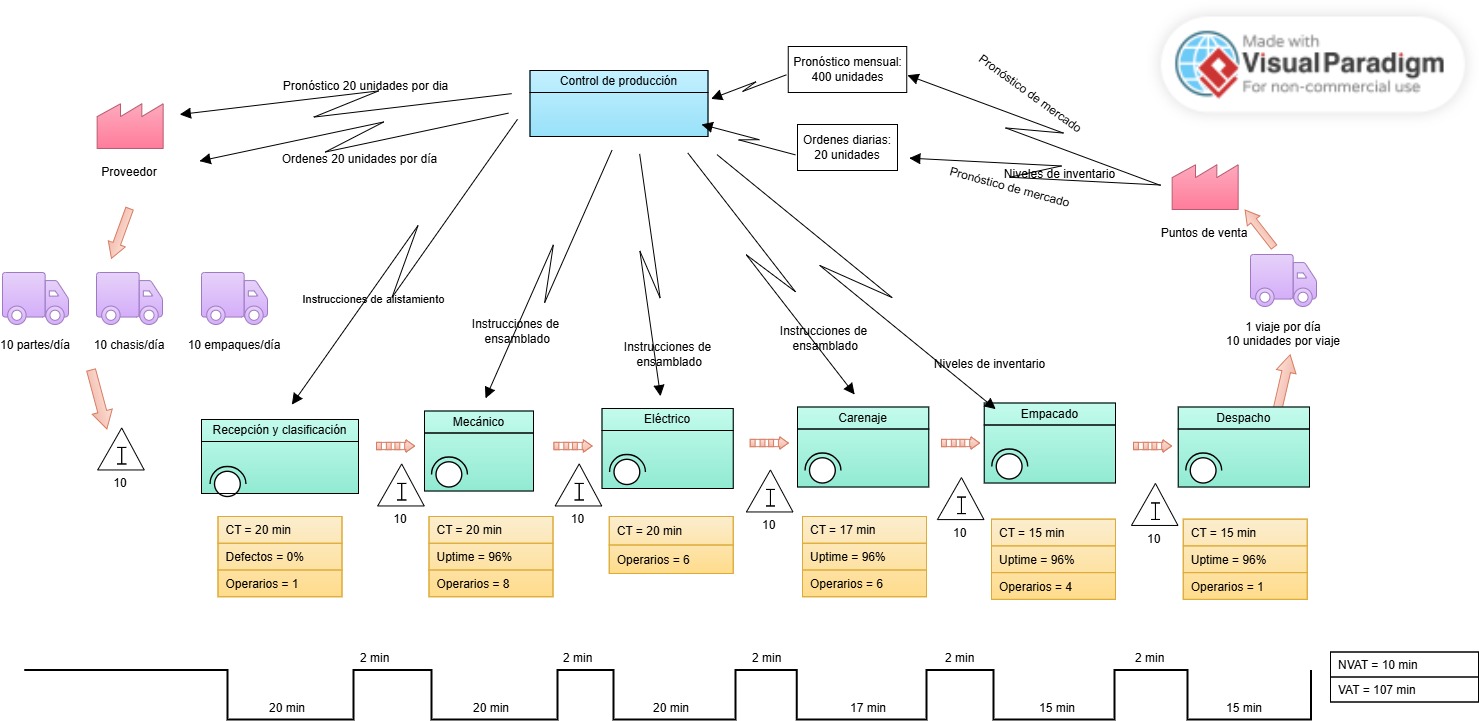 Made with
Visual Paradigm
For non-commercial use
Pronóstico mensual:
400 unidades
Pronóstico de mercado
Control de producción
Pronóstico 20 unidades por dia
Ordenes 20 unidades por día
Ordenes diarias:
20 unidades
Niveles de inventario
Pronóstico de mercado
Proveedor
Puntos de venta
10 partes/día
10 chasis/día
10 empaques/día
1 viaje por día
10 unidades por viaje
Instrucciones de alistamiento
Instrucciones de
ensamblado
Instrucciones de
ensamblado
Instrucciones de
ensamblado
Niveles de inventario
Recepción y clasificación
Mecánico
Eléctrico
Carenaje
Empacado
Despacho
I
10
I
10
I
10
I
10
I
10
I
10
CT = 20 min
Defectos = 0%
Operarios = 1
CT = 20 min
Uptime = 96%
Operarios = 8
CT = 20 min
Operarios = 6
CT = 17 min
Uptime = 96%
Operarios = 6
CT = 15 min
Uptime = 96%
Operarios = 4
CT = 15 min
Uptime = 96%
Operarios = 1
2 min
2 min
2 min
2 min
2 min
20 min
20 min
20 min
17 min
15 min
15 min
NVAT = 10 min
VAT = 107 min